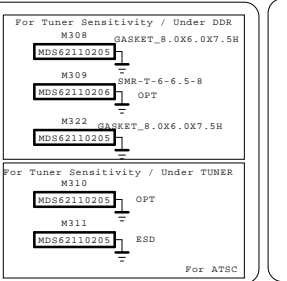 For Tuner Sensitivity / Under DDR
M308
GASKET_8.0X6.0X7.5H
MDS62110205
M309
SMR-T-6-6.5-8
MDS62110206
OPT
M322
GASKET_8.0X6.0X7.5H
MDS62110205
For Tuner Sensitivity / Under TUNER
M310
MDS62110205
OPT
M311
MDS62110205
ESD
For ATSC